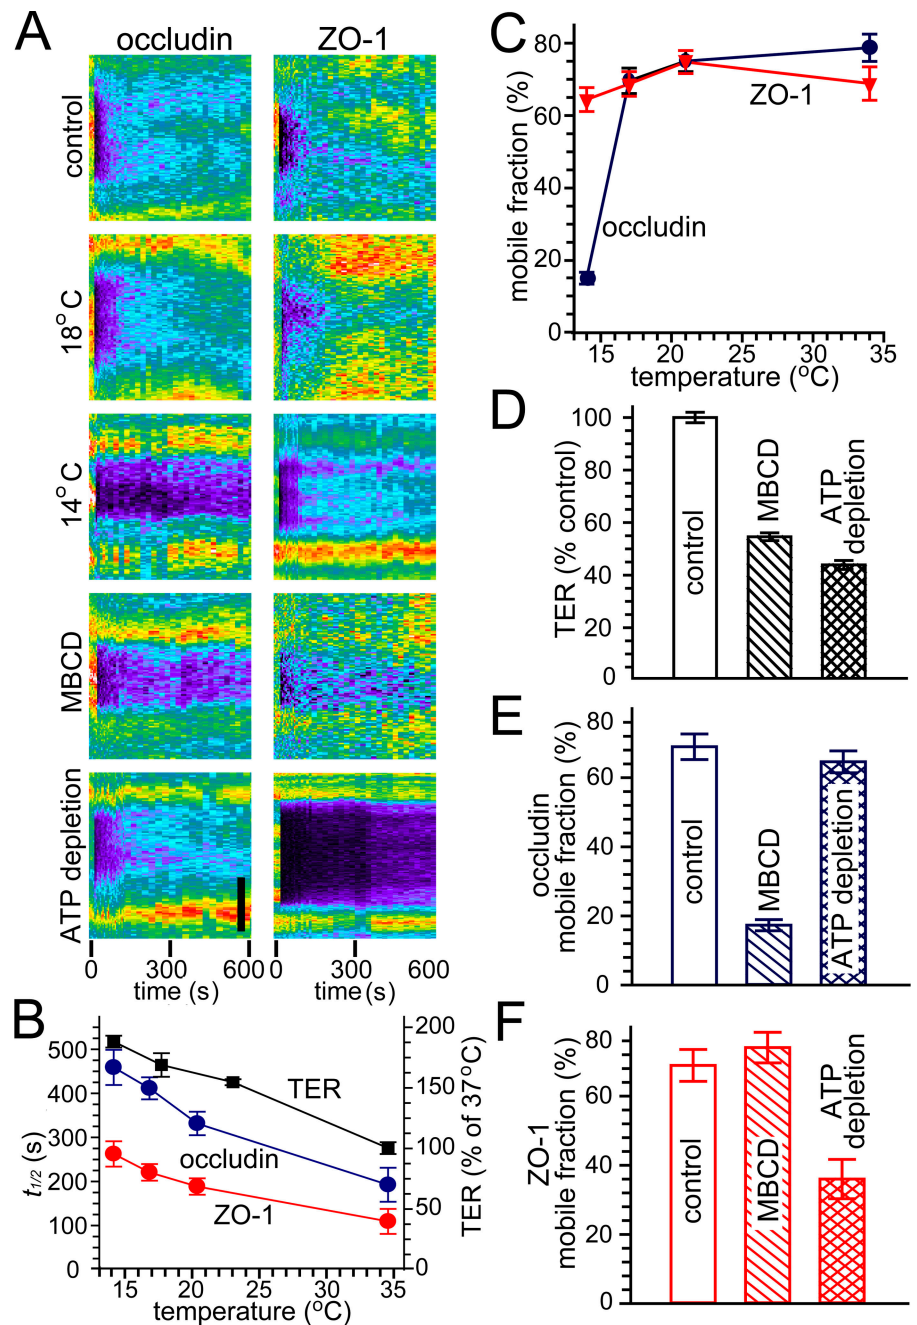 A
occludin
ZO-1
control
18° C
14° C
MBCD
ATP depletion
0
300
600
0
300
600
time (s)
time (s)
B
500
400
300
200
100
0
t1/2 (s)
200
150
100
50
0
TER (% of 37 °C)
TER
occludin
ZO-1
15
20
25
30
35
temperature (°C)
C
80
60
40
20
0
mobile fraction (%)
ZO-1
occludin
15
20
25
30
35
temperature (°C)
D
100
80
60
40
20
0
TER (% control)
control
MBCD
ATP
depletion
E
80
60
40
20
0
occludin
mobile fraction (%)
control
MBCD
ATP depletion
F
80
60
40
20
0
ZO-1
mobile fraction (%)
control
MBCD
ATP
depletion